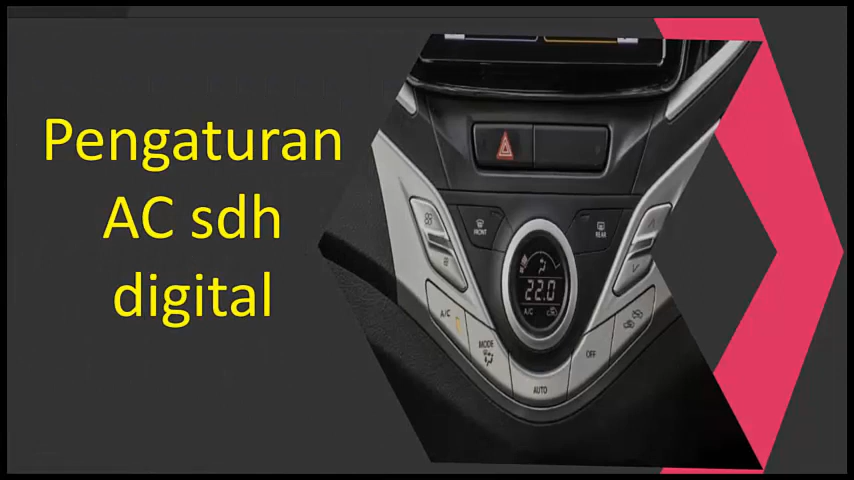 Pengaturan
AC sdh
digital
FRONT
REAR
22.0
A/C
A/C
MODE
OFF
AUTO